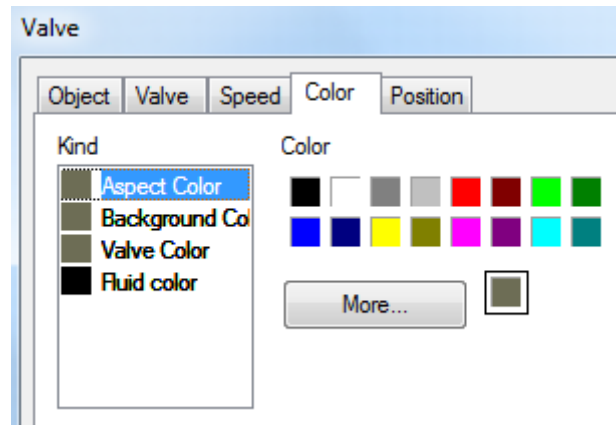 Valve
Object Valve Speed Color Position
Kind Color
Aspect Color
Background Col
Valve Color
Fluid color
More...